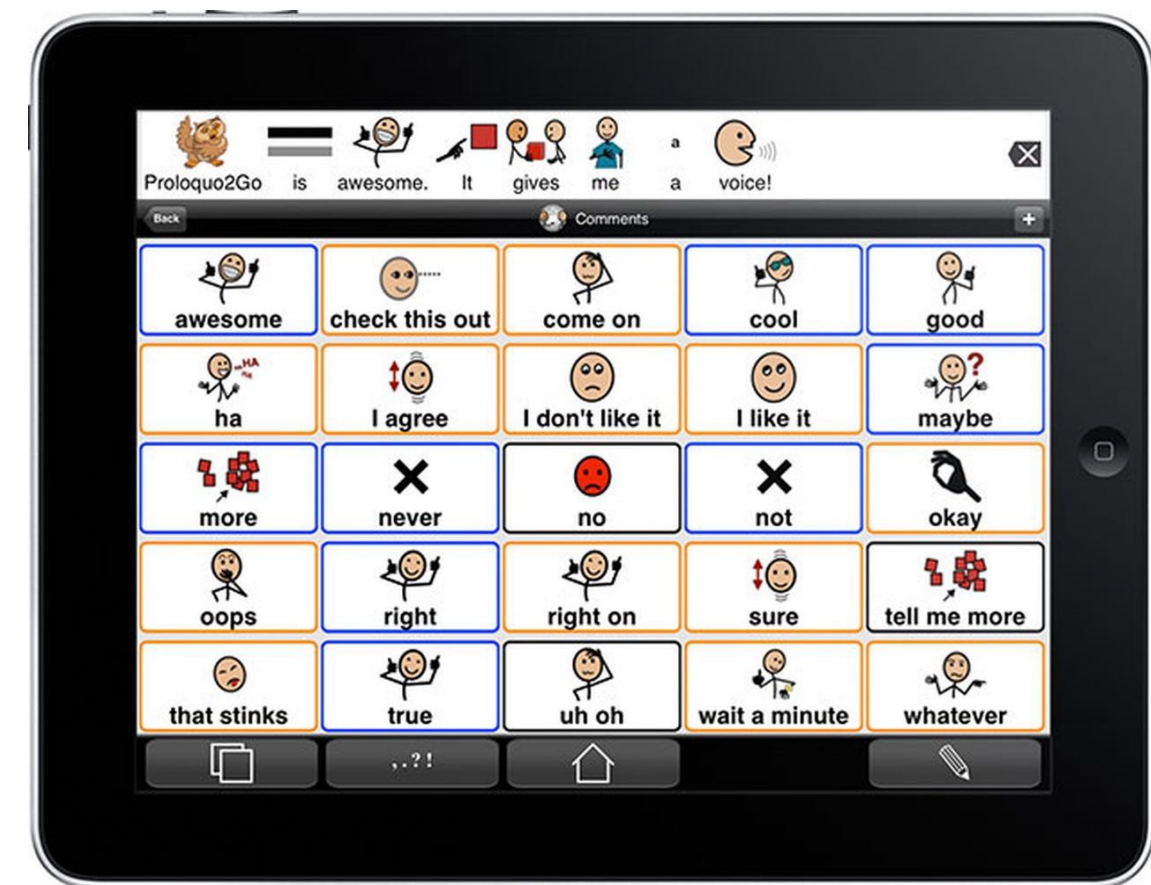 Proloquo2Go is awesome. It gives me a voice!
a
Back Comments +
awesome check this out come on cool good
HA
ha I agree I don't like it I like it maybe
?
more never no not okay
oops right right on sure tell me more
that stinks true uh oh wait a minute whatever
,.?!